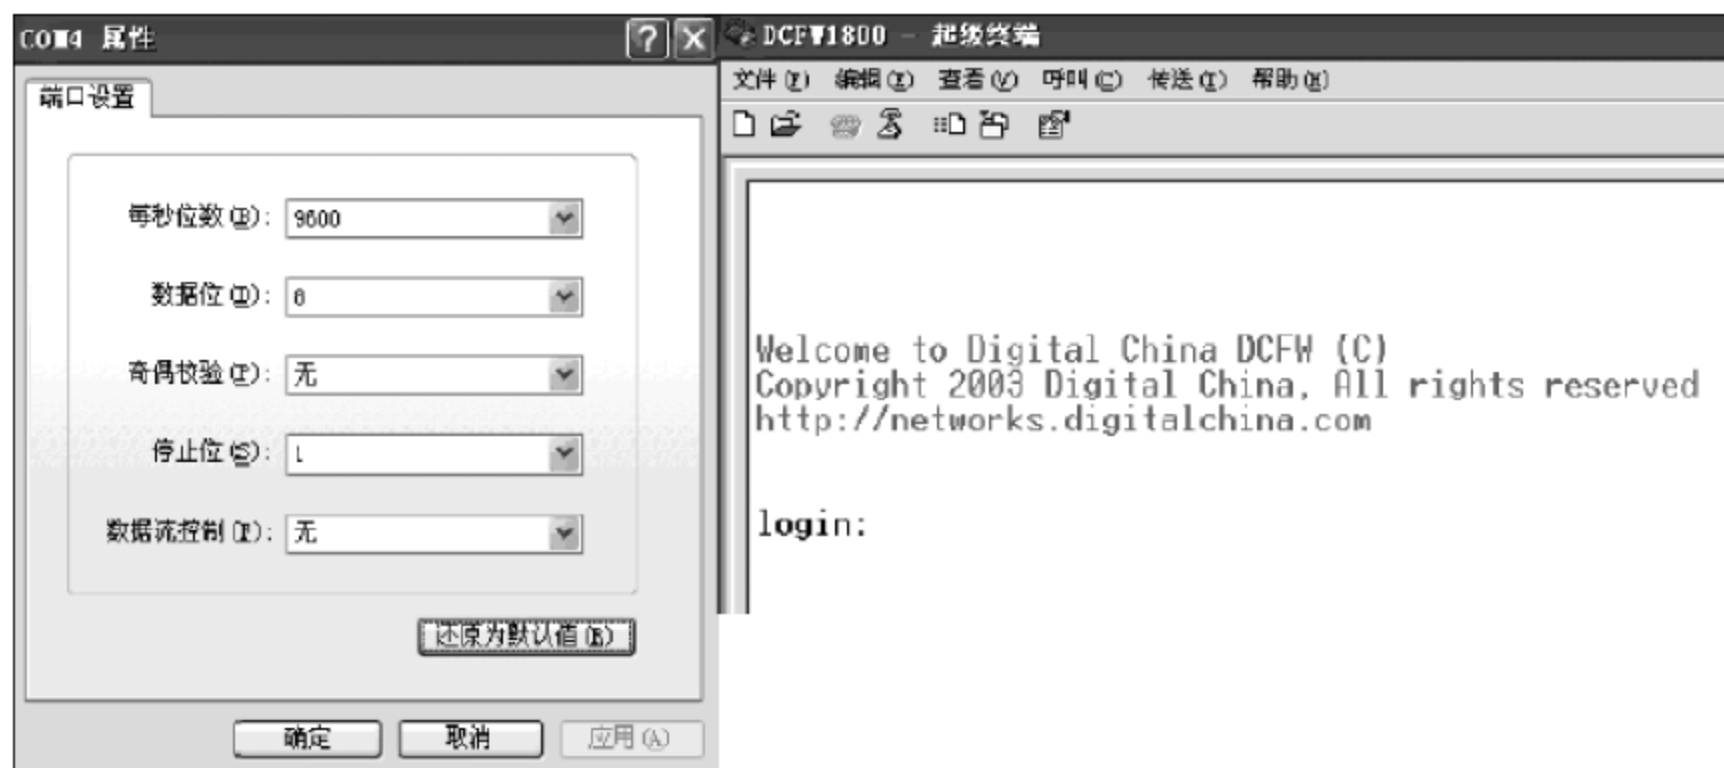 COM4 属性
端口设置
每秒位数(B): 9600
数据位(D): 8
奇偶校验(P): 无
停止位(S): 1
数据流控制(F): 无
还原为默认值(R)
确定 取消 应用(A)
DCFW1800 - 超级终端
文件(F) 编辑(E) 查看(V) 呼叫(C) 传送(T) 帮助(H)
Welcome to Digital China DCFW (C)
Copyright 2003 Digital China, All rights reserved
http://networks.digitalchina.com
login: